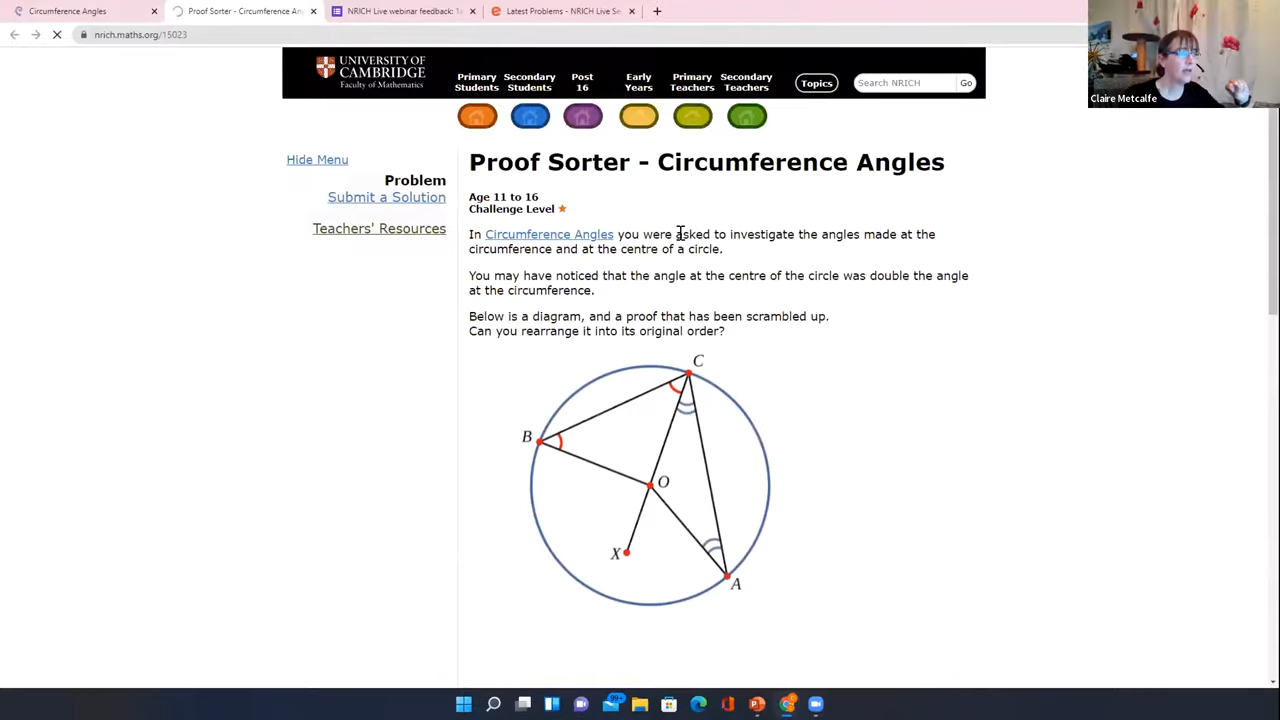 Circumference Angles
Proof Sorter - Circumference An
NRICH Live webinar feedback: 1
Latest Problems - NRICH Live Se
nrich.maths.org/15023
Claire Metcalfe
UNIVERSITY OF
CAMBRIDGE
Faculty of Mathematics
Primary
Students
Secondary
Students
Post
16
Early
Years
Primary
Teachers
Secondary
Teachers
Topics
Search NRICH
Go
Hide Menu
Problem
Submit a Solution
Teachers' Resources
Proof Sorter - Circumference Angles
Age 11 to 16
Challenge Level
In Circumference Angles you were asked to investigate the angles made at the
circumference and at the centre of a circle.
You may have noticed that the angle at the centre of the circle was double the angle
at the circumference.
Below is a diagram, and a proof that has been scrambled up.
Can you rearrange it into its original order?
C
B
O
X
A
99+